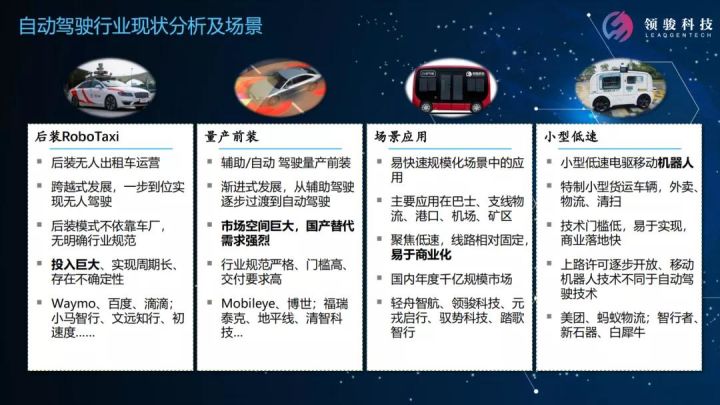 自动驾驶行业现状分析及场景
领骏科技
LEAQGENTECH
后装RoboTaxi
▪ 后装无人出租车运营
▪ 跨越式发展，一步到位实
现无人驾驶
▪ 后装模式不依靠车厂，
无明确行业规范
▪ 投入巨大、实现周期长、
存在不确定性
▪ Waymo、百度、滴滴；
小马智行、文远知行、初
速度......
量产前装
▪ 辅助/自动 驾驶量产前装
▪ 渐进式发展，从辅助驾驶
逐步过渡到自动驾驶
▪ 市场空间巨大，国产替代
需求强烈
▪ 行业规范严格、门槛高、
交付要求高
▪ Mobileye、博世；福瑞
泰克、地平线、清智科
技...
场景应用
▪ 易快速规模化场景中的应
用
▪ 主要应用在巴士、支线物
流、港口、机场、矿区
▪ 聚焦低速，线路相对固定，
易于商业化
▪ 国内年度千亿规模市场
▪ 轻舟智航、领骏科技、元
戎启行、驭势科技、踏歌
智行
小型低速
▪ 小型低速电驱移动机器人
▪ 特制小型货运车辆，外卖、
物流、清扫
▪ 技术门槛低，易于实现，
商业落地快
▪ 上路许可逐步开放、移动
机器人技术不同于自动驾
驶技术
▪ 美团、蚂蚁物流；智行者、
新石器、白犀牛